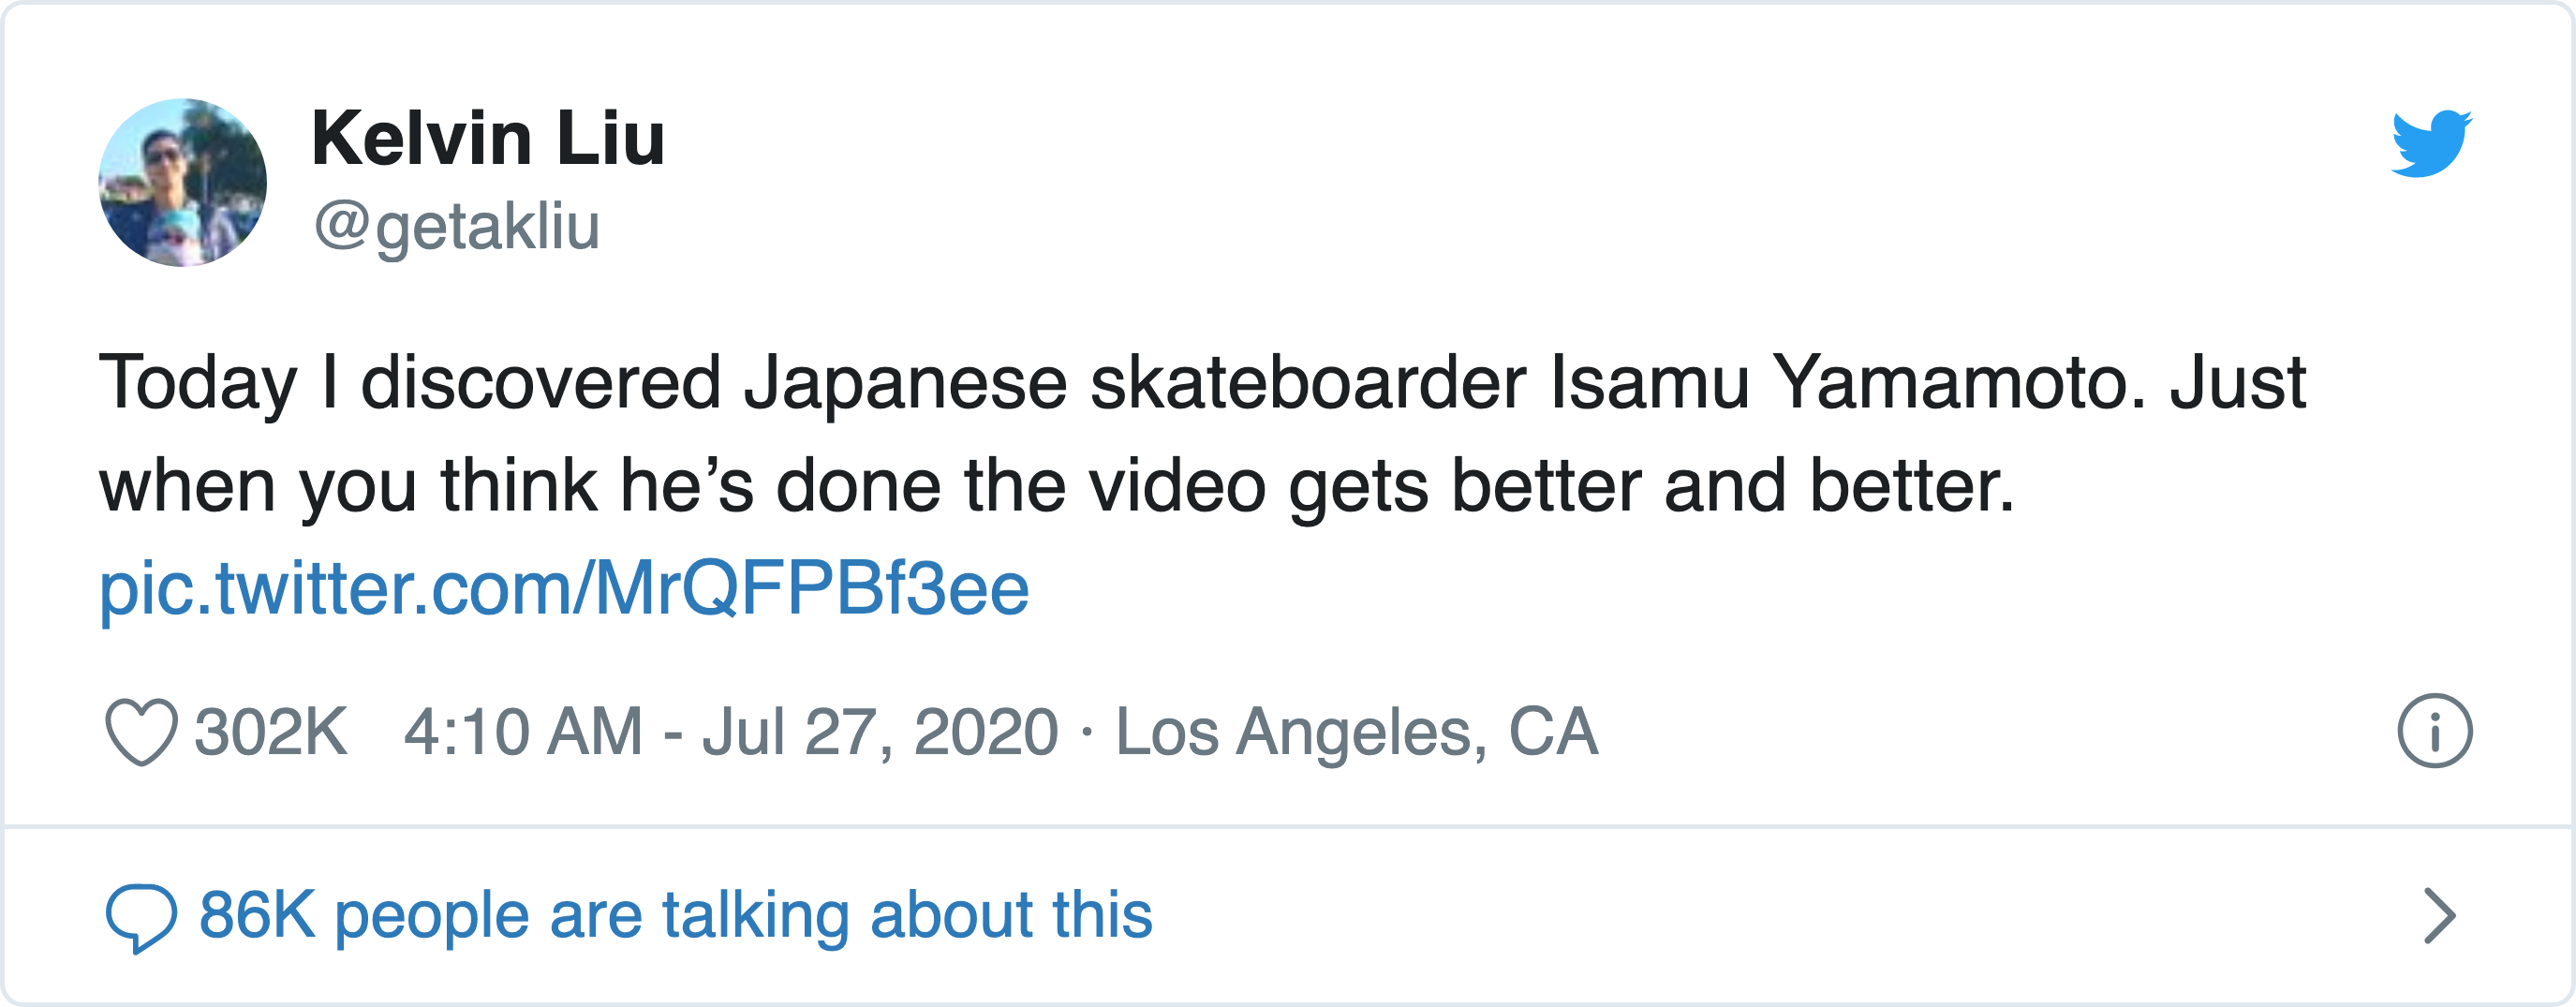 Kelvin Liu
@getakliu
Today I discovered Japanese skateboarder Isamu Yamamoto. Just
when you think he’s done the video gets better and better.
pic.twitter.com/MrQFPBf3ee
302K 4:10 AM - Jul 27, 2020 · Los Angeles, CA
86K people are talking about this